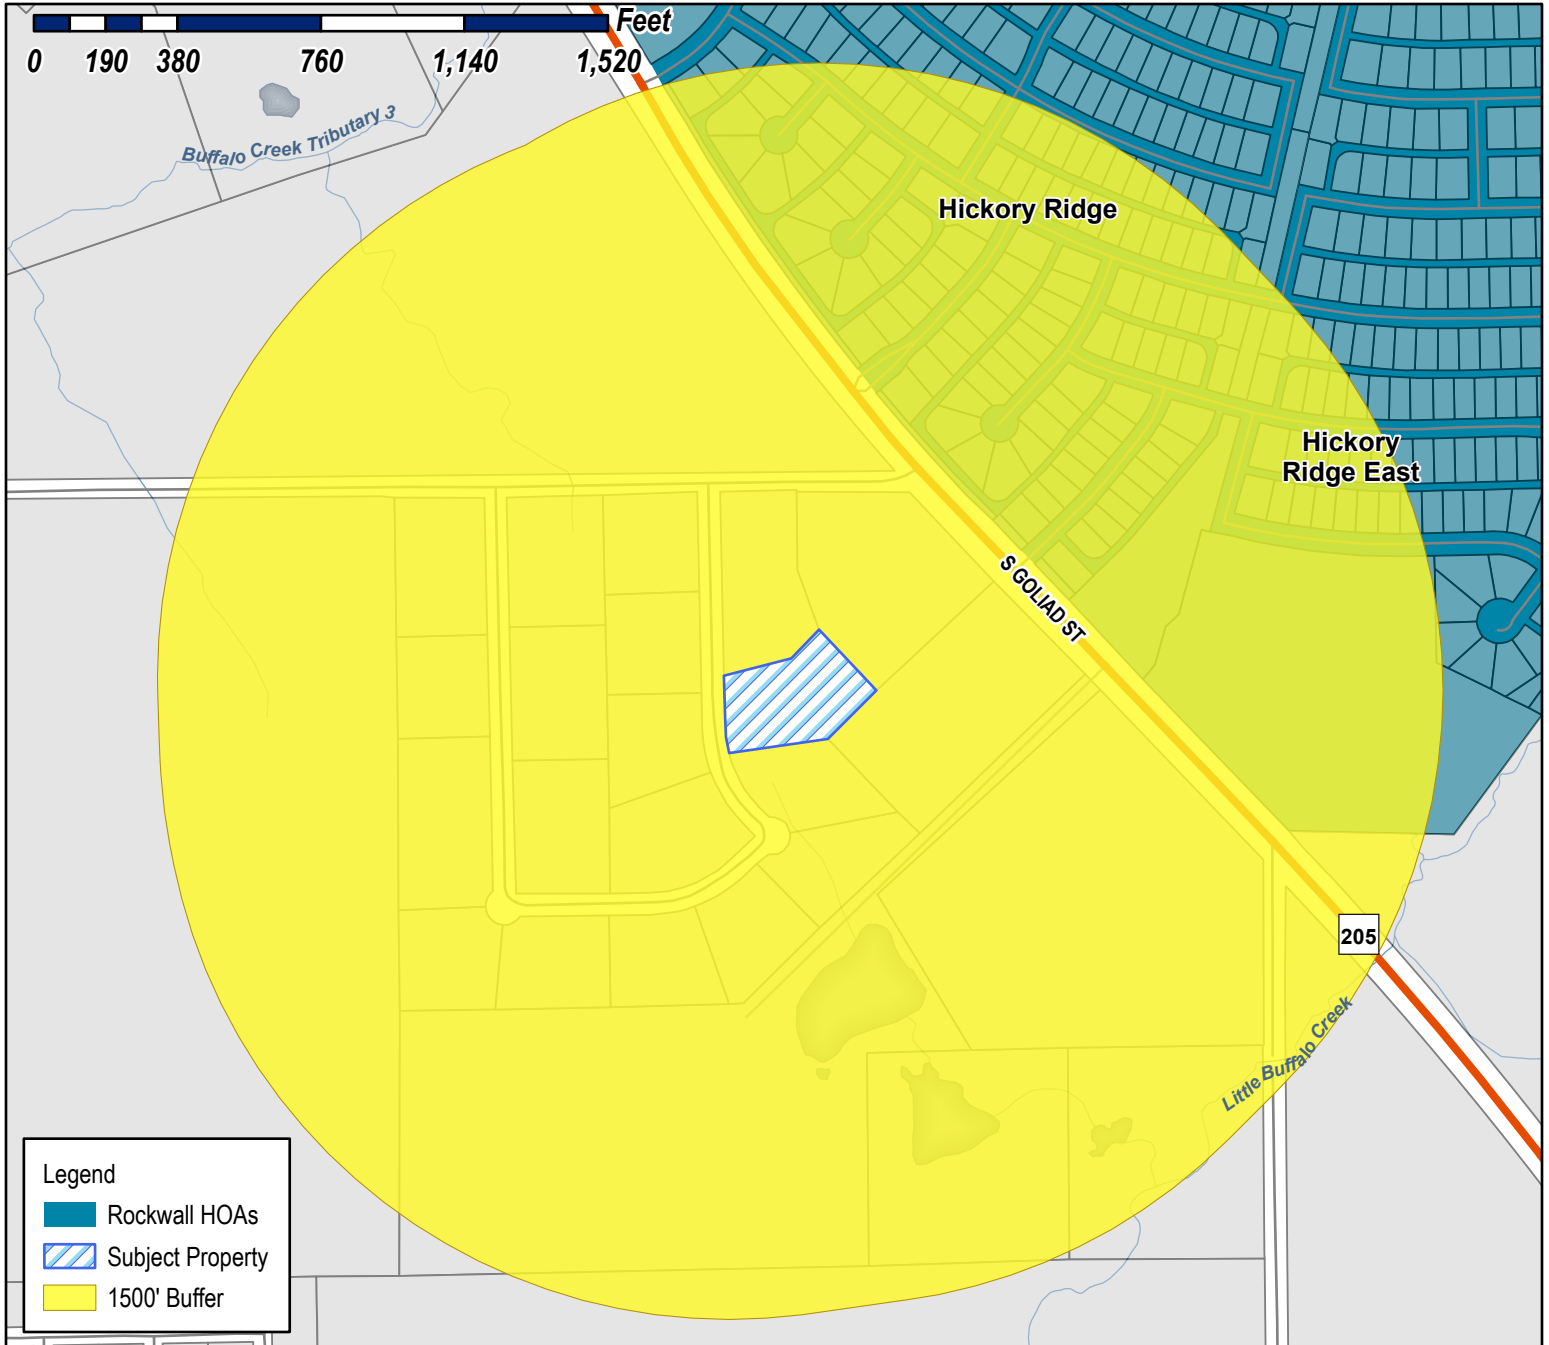 Feet
0 190 380 760 1,140 1,520
Buffalo Creek Tributary 3
Hickory Ridge
Hickory
Ridge East
S GOLIAD ST
205
Little Buffalo Creek
Legend
Rockwall HOAs
Subject Property
1500' Buffer